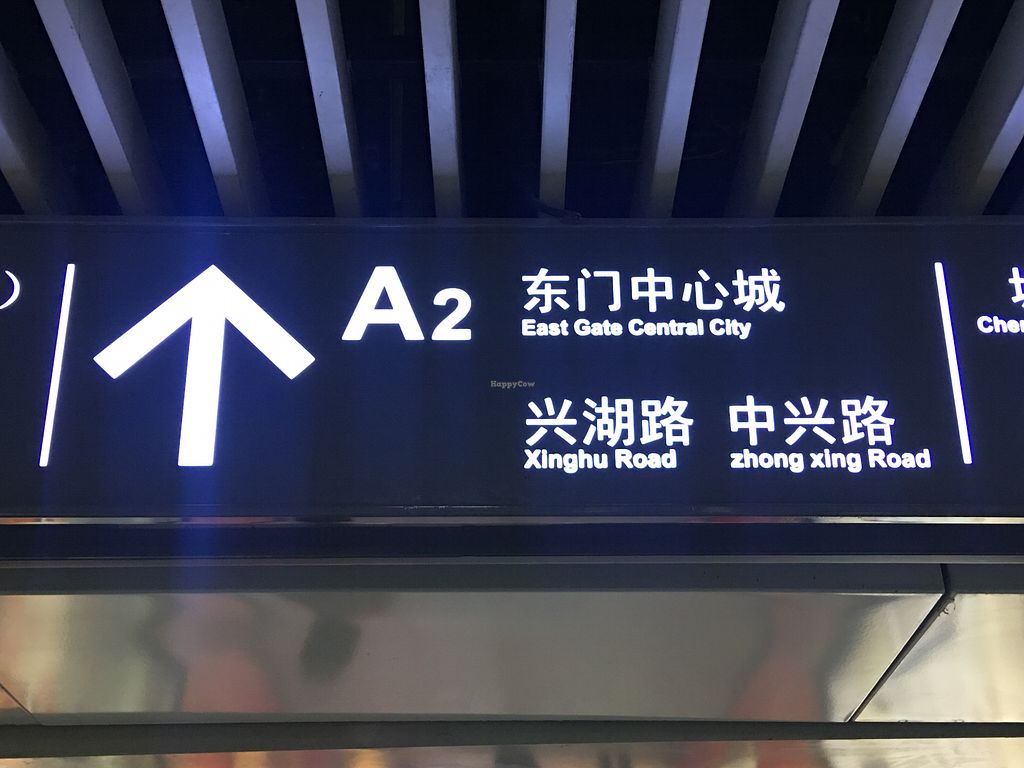 A2
东门中心城
East Gate Central City
HappyCow
兴湖路 中兴路
Xinghu Road zhong xing Road